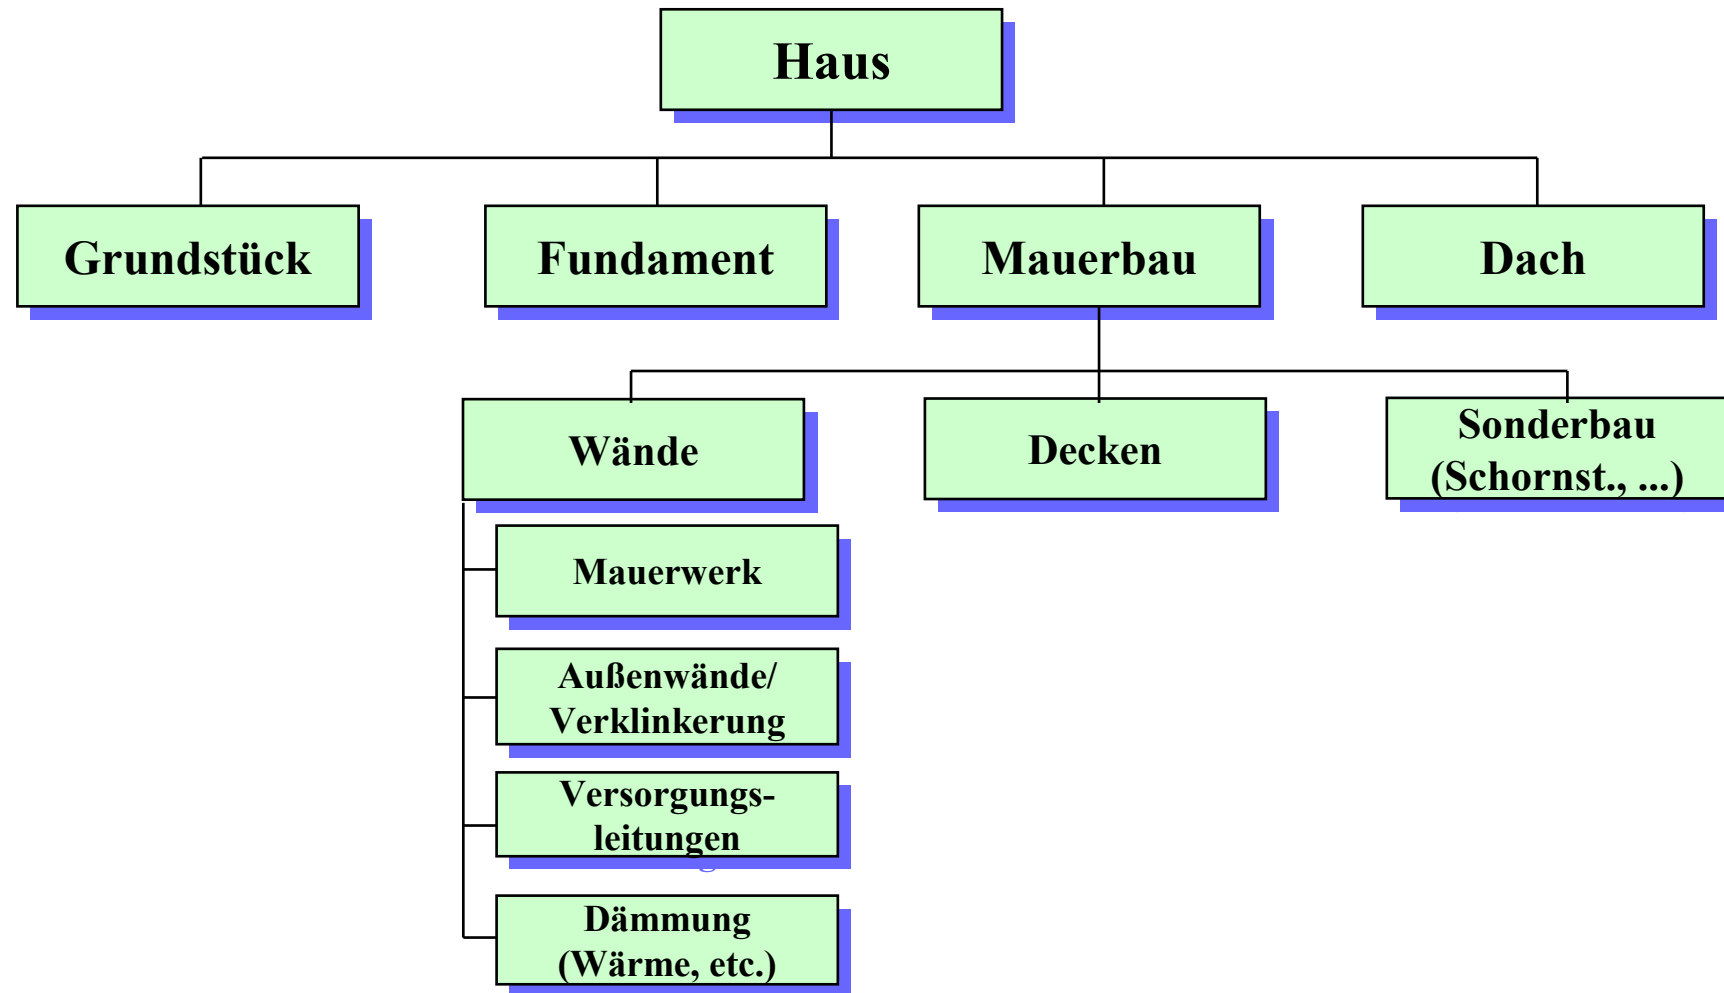 Haus
Grundstück
Fundament
Mauerbau
Dach
Wände
Decken
Sonderbau
(Schornst., ...)
Mauerwerk
Außenwände/
Verklinkerung
Versorgungs-
leitungen
Dämmung
(Wärme, etc.)